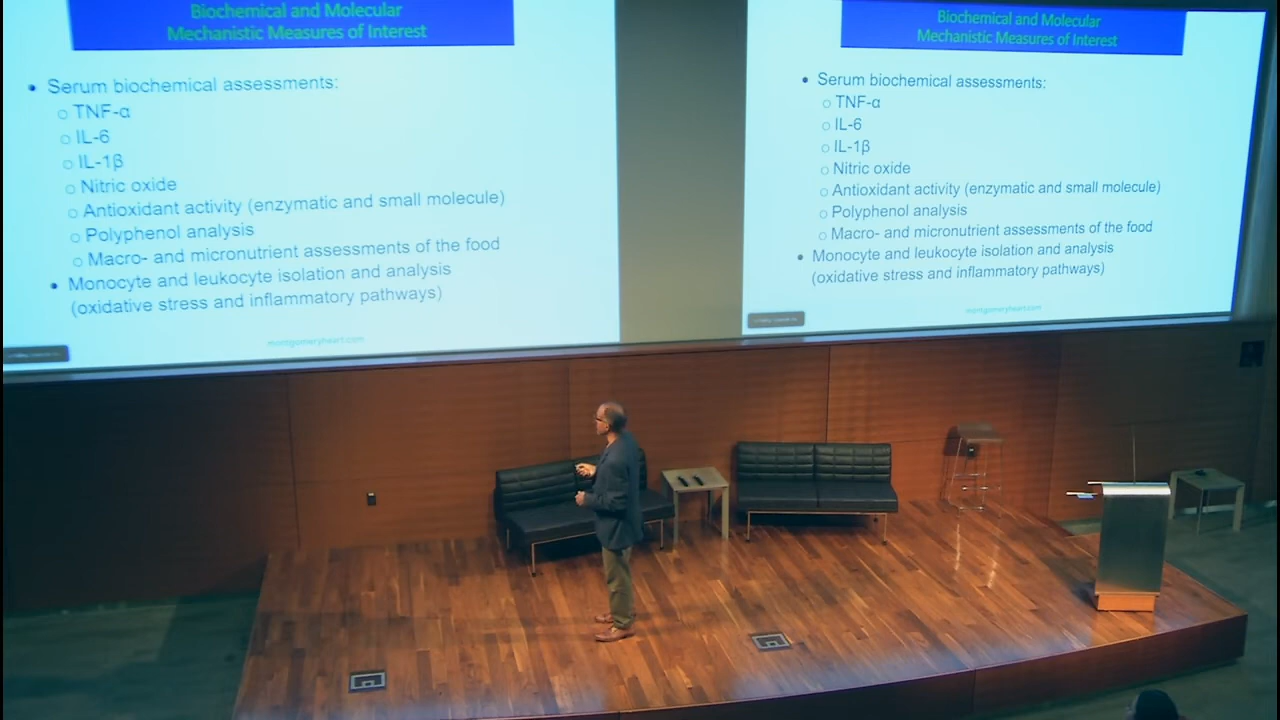 Biochemical and Molecular
Mechanistic Measures of Interest
• Serum biochemical assessments:
o TNF-α
o IL-6
o IL-1β
o Nitric oxide
o Antioxidant activity (enzymatic and small molecule)
o Polyphenol analysis
o Macro- and micronutrient assessments of the food
• Monocyte and leukocyte isolation and analysis
(oxidative stress and inflammatory pathways)
montgomeryheart.com
Biochemical and Molecular
Mechanistic Measures of Interest
• Serum biochemical assessments:
o TNF-α
o IL-6
o IL-1β
o Nitric oxide
o Antioxidant activity (enzymatic and small molecule)
o Polyphenol analysis
o Macro- and micronutrient assessments of the food
• Monocyte and leukocyte isolation and analysis
(oxidative stress and inflammatory pathways)
montgomeryheart.com